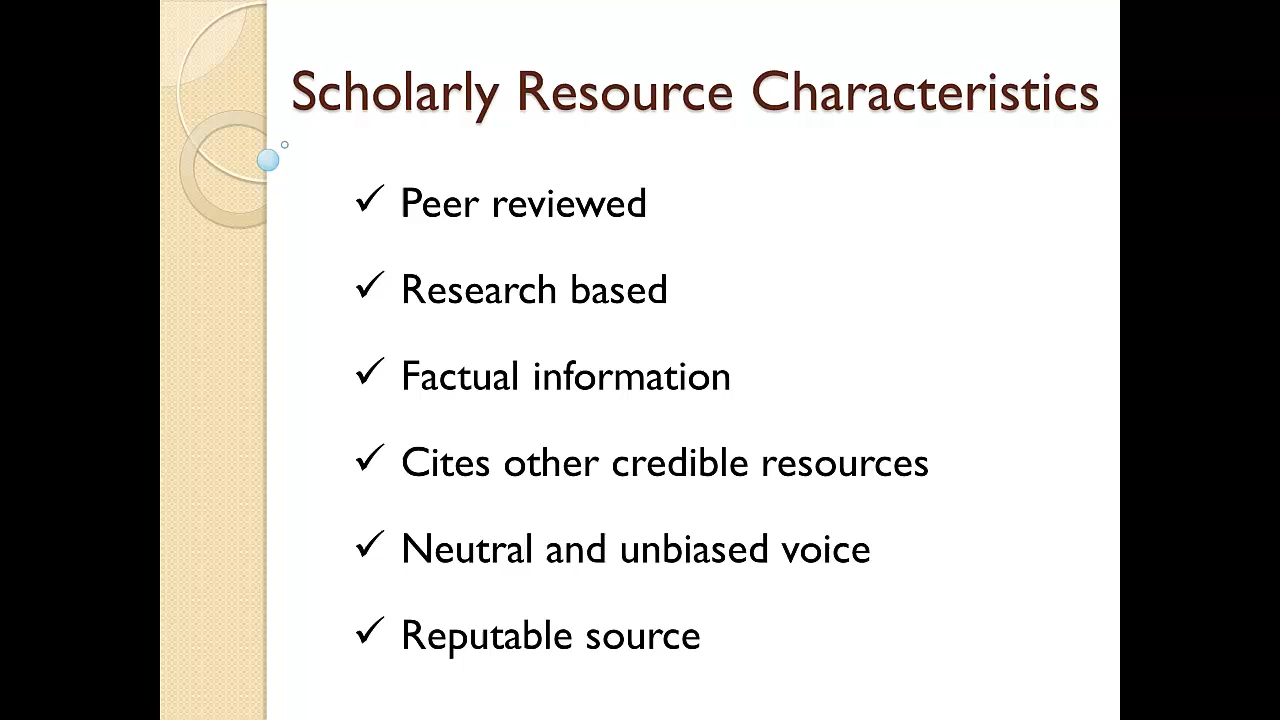 Scholarly Resource Characteristics
✓ Peer reviewed
✓ Research based
✓ Factual information
✓ Cites other credible resources
✓ Neutral and unbiased voice
✓ Reputable source